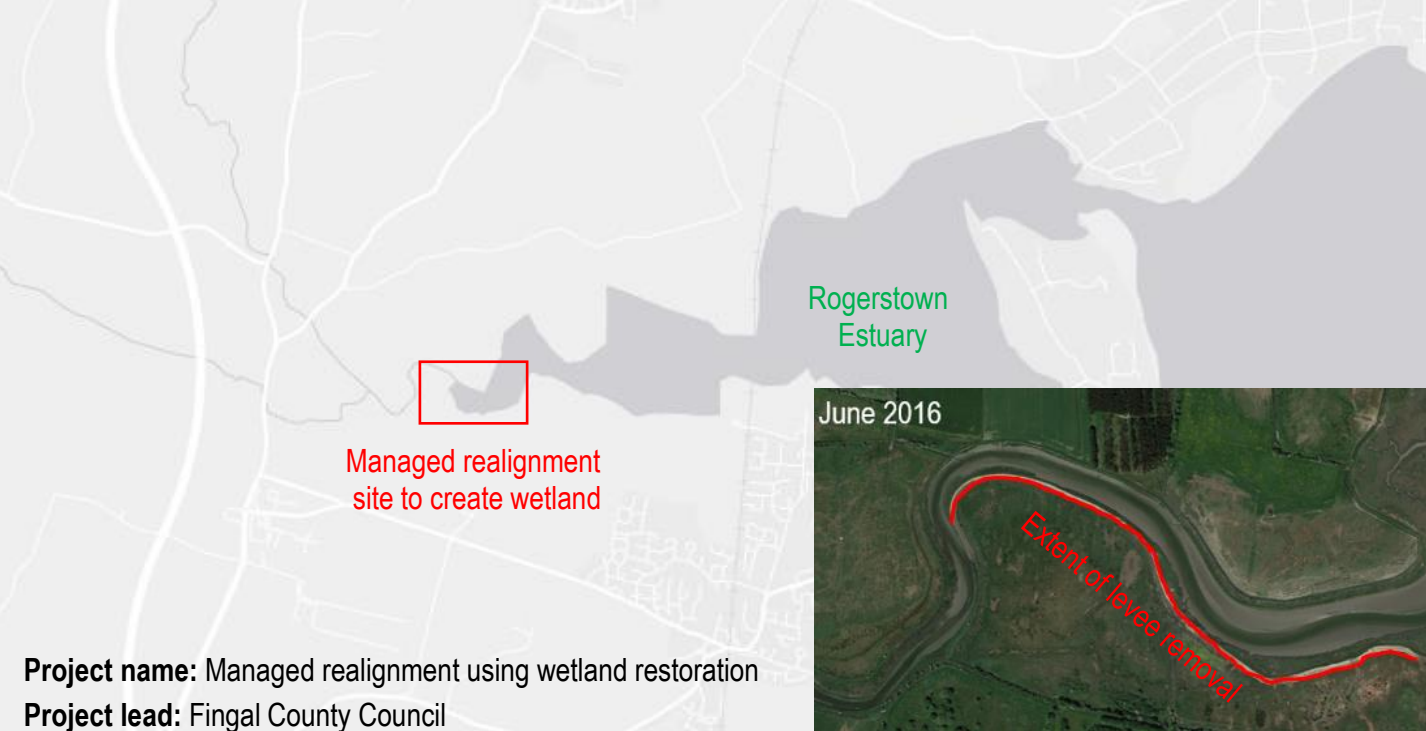 Rogerstown
Estuary
June 2016
Managed realignment
site to create wetland
Extent of levee removal
Project name: Managed realignment using wetland restoration
Project lead: Fingal County Council